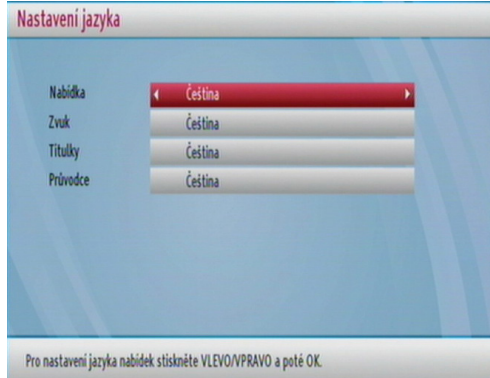 Nastavení jazyka
Nabídka Čeština
Zvuk Čeština
Titulky Čeština
Průvodce Čeština
Pro nastavení jazyka nabídek stiskněte VLEVO/VPRAVO a poté OK.